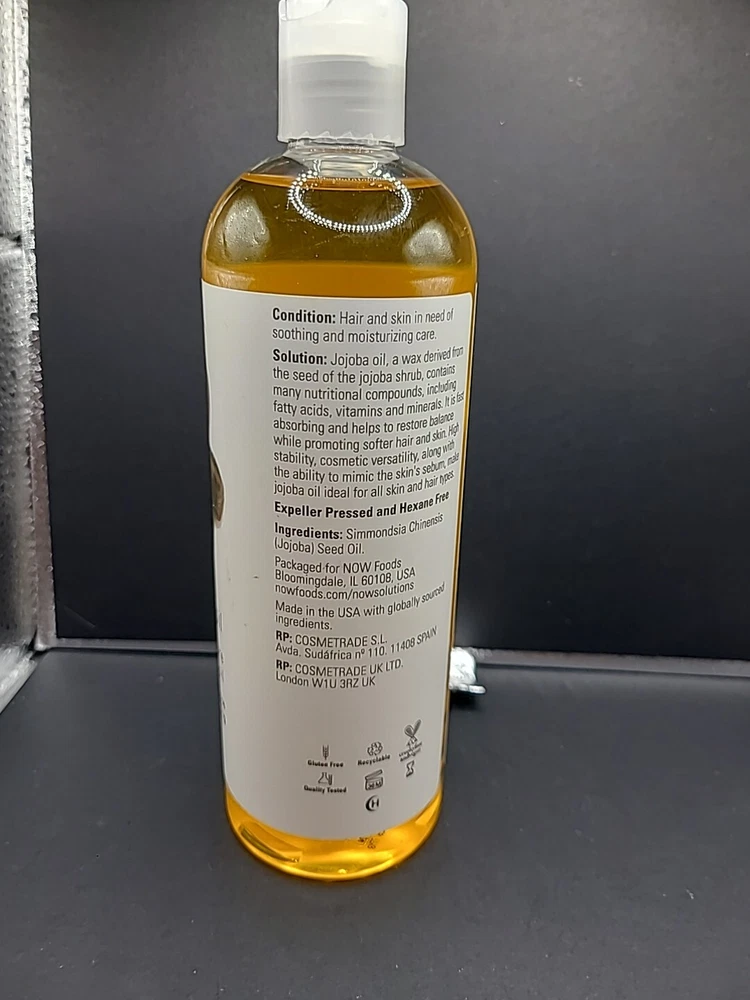 Condition: Hair and skin in need of
soothing and moisturizing care.
Solution: Jojoba oil, a wax derived from
the seed of the jojoba shrub, contains
many nutritional compounds, including
fatty acids, vitamins and minerals. It is fast
absorbing and helps to restore balance
while promoting softer hair and skin. High
stability, cosmetic versatility, along with
the ability to mimic the skin's sebum, make
jojoba oil ideal for all skin and hair types.
Expeller Pressed and Hexane Free
Ingredients: Simmondsia Chinensis
(Jojoba) Seed Oil.
Packaged for NOW Foods
Bloomingdale, IL 60108, USA
nowfoods.com/nowsolutions
Made in the USA with globally sourced
ingredients.
RP: COSMETRADE S.L.
Avda. Sudáfrica nº 110. 11408 SPAIN
RP: COSMETRADE UK LTD.
London W1U 3RZ UK
Gluten Free
Recyclable
Quality Tested